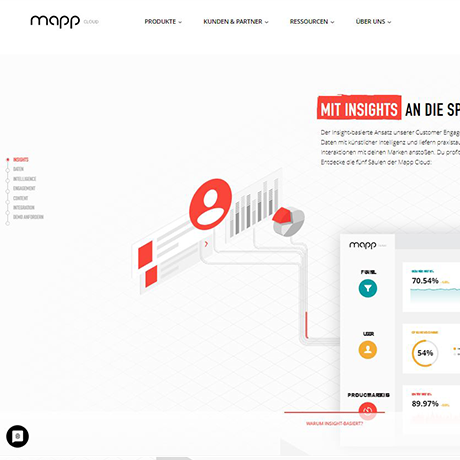 mapp CLOUD
PRODUKTE
KUNDEN & PARTNER
RESSOURCEN
ÜBER UNS
MIT INSIGHTS AN DIE SP
Der Insight-basierte Ansatz unserer Customer Engag
Daten mit künstlicher Intelligenz und liefern praxistau
Interaktionen mit deinen Marken anstoßen. Du profi
Entdecke die fünf Säulen der Mapp Cloud:
INSIGHTS
DATEN
INTELLIGENCE
ENGAGEMENT
CONTENT
INTEGRATION
DEMO ANFORDERN
mapp
70.54%
USER
54%
89.97%
WARUM INSIGHT-BASIERT?